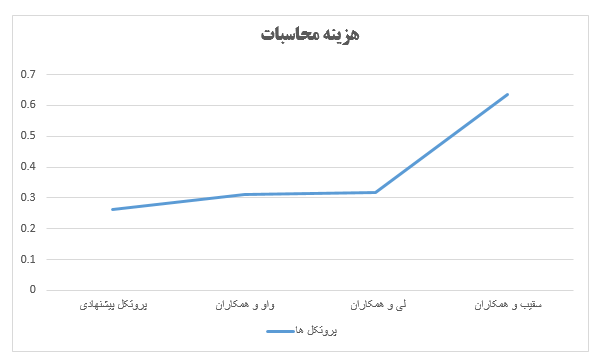 هزینه محاسبات
0.7
0.6
0.5
0.4
0.3
0.2
0.1
0
پروتکل پیشنهادی
واو و همکاران
لی و همکاران
سقیب و همکاران
پروتکل ها